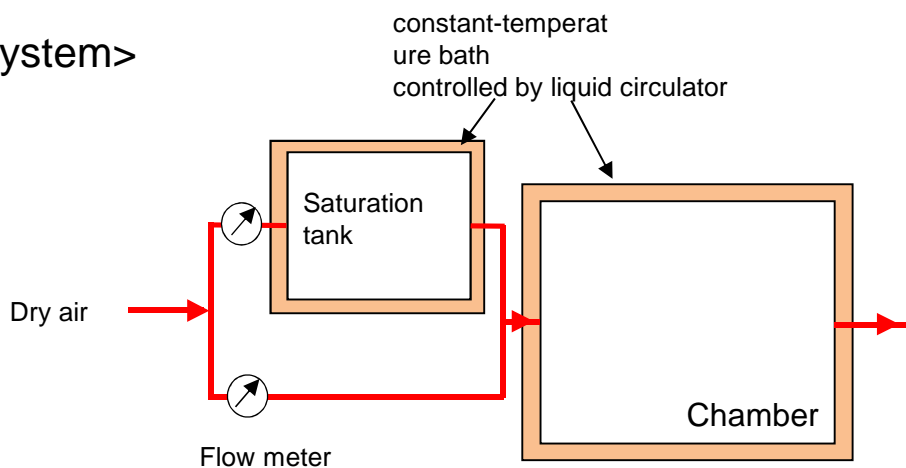 ystem>
constant-temperat
ure bath
controlled by liquid circulator
Saturation
tank
Dry air
Chamber
Flow meter